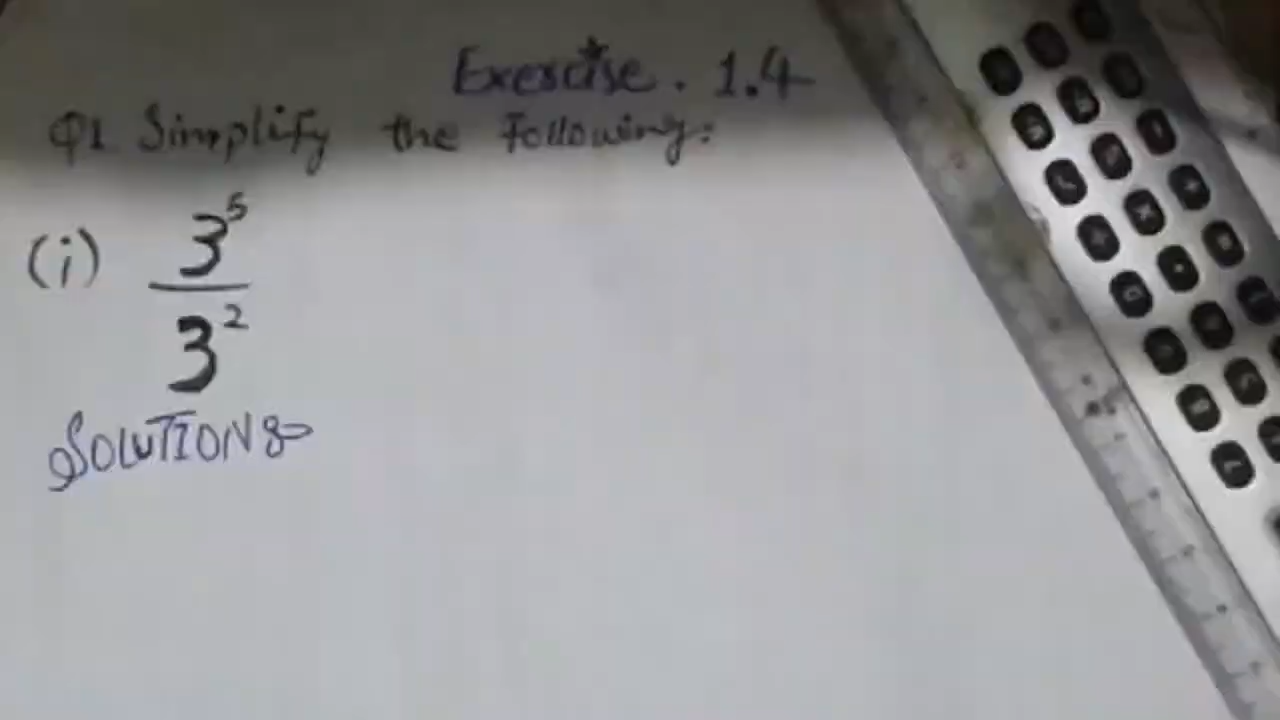 Exercise. 1.4
Q1 Simplify the Following:
(i) 3^5
3^2
SOLUTION: